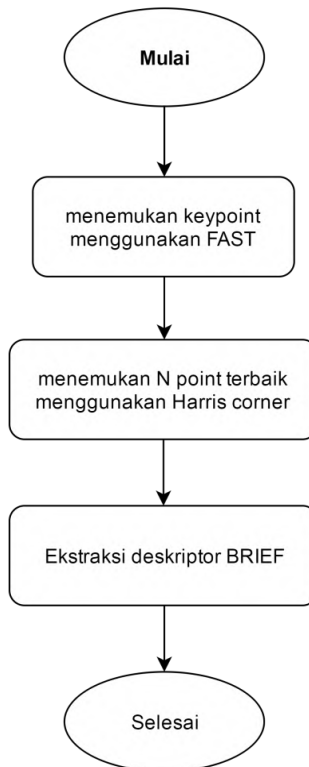 Mulai
menemukan keypoint
menggunakan FAST
menemukan N point terbaik
menggunakan Harris corner
Ekstraksi deskriptor BRIEF
Selesai